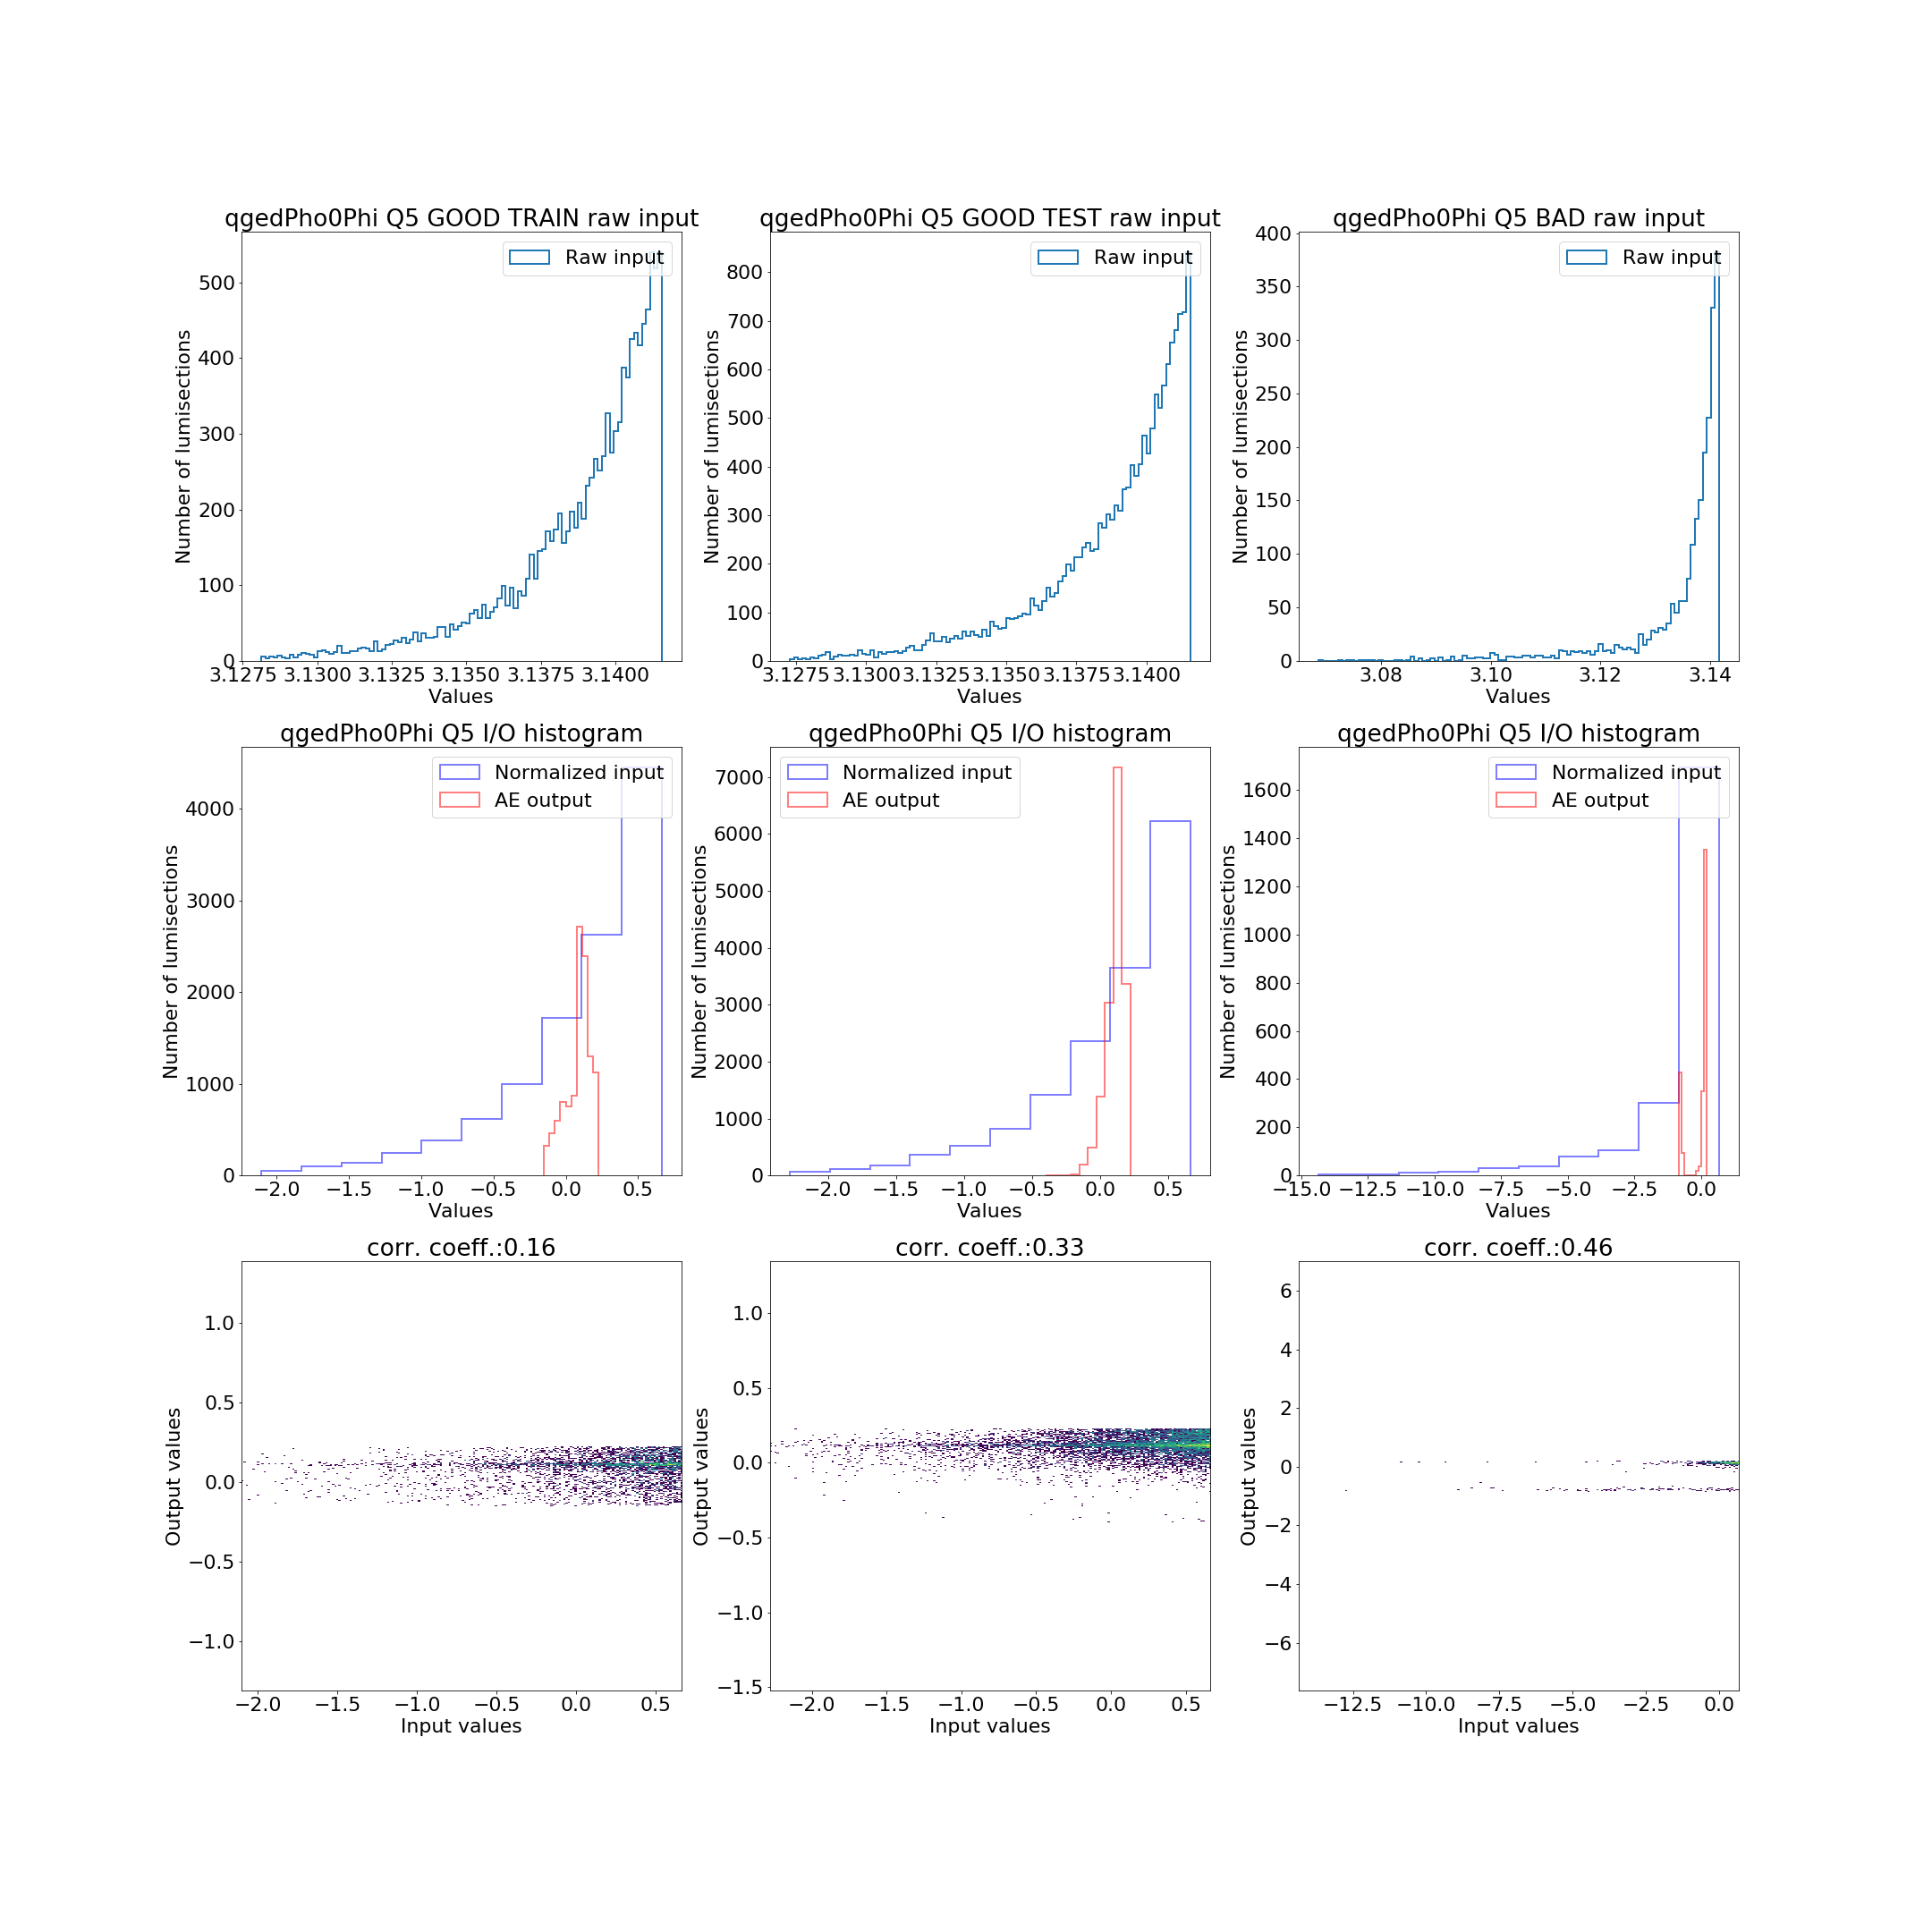 qgedPho0Phi Q5 GOOD TRAIN raw input
Raw input
Number of lumisections
0
100
200
300
400
500
3.1275 3.1300 3.1325 3.1350 3.1375 3.1400
Values
qgedPho0Phi Q5 GOOD TEST raw input
Raw input
Number of lumisections
0
100
200
300
400
500
600
700
800
3.1275 3.1300 3.1325 3.1350 3.1375 3.1400
Values
qgedPho0Phi Q5 BAD raw input
Raw input
Number of lumisections
0
50
100
150
200
250
300
350
400
3.08 3.10 3.12 3.14
Values
qgedPho0Phi Q5 I/O histogram
Normalized input
AE output
Number of lumisections
0
1000
2000
3000
4000
−2.0 −1.5 −1.0 −0.5 0.0 0.5
Values
qgedPho0Phi Q5 I/O histogram
Normalized input
AE output
Number of lumisections
0
1000
2000
3000
4000
5000
6000
7000
−2.0 −1.5 −1.0 −0.5 0.0 0.5
Values
qgedPho0Phi Q5 I/O histogram
Normalized input
AE output
Number of lumisections
0
200
400
600
800
1000
1200
1400
1600
−15.0 −12.5 −10.0 −7.5 −5.0 −2.5 0.0
Values
corr. coeff.:0.16
Output values
1.0
0.5
0.0
−0.5
−1.0
−2.0 −1.5 −1.0 −0.5 0.0 0.5
Input values
corr. coeff.:0.33
Output values
1.0
0.5
0.0
−0.5
−1.0
−1.5
−2.0 −1.5 −1.0 −0.5 0.0 0.5
Input values
corr. coeff.:0.46
Output values
6
4
2
0
−2
−4
−6
−12.5 −10.0 −7.5 −5.0 −2.5 0.0
Input values